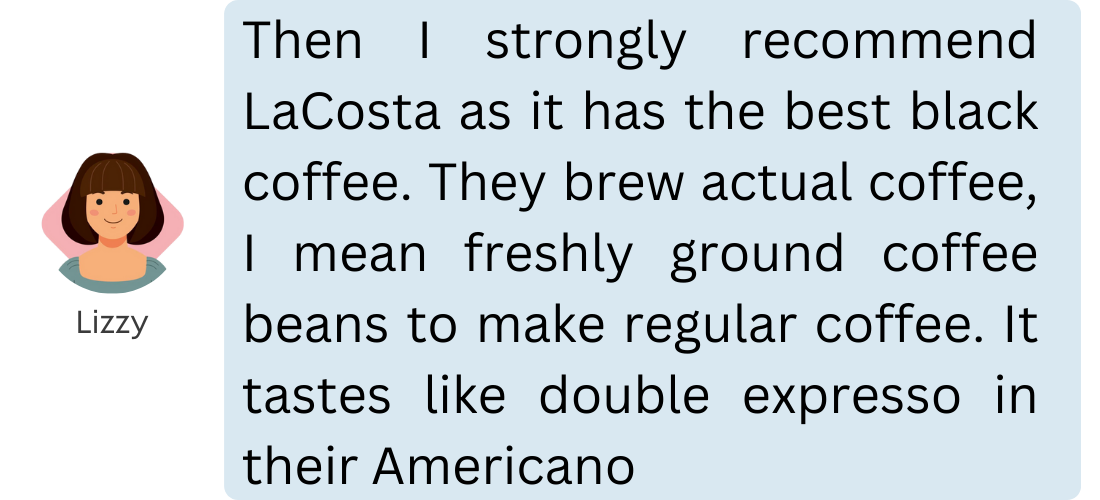 Then I strongly recommend
LaCosta as it has the best black
coffee. They brew actual coffee,
I mean freshly ground coffee
beans to make regular coffee. It
tastes like double expresso in
their Americano
Lizzy